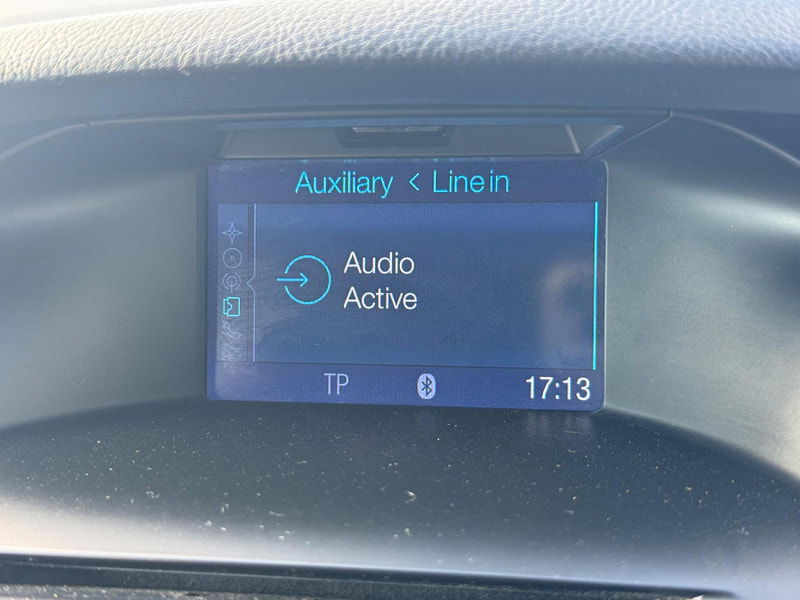 Auxiliary < Line in
Audio
Active
TP
17:13